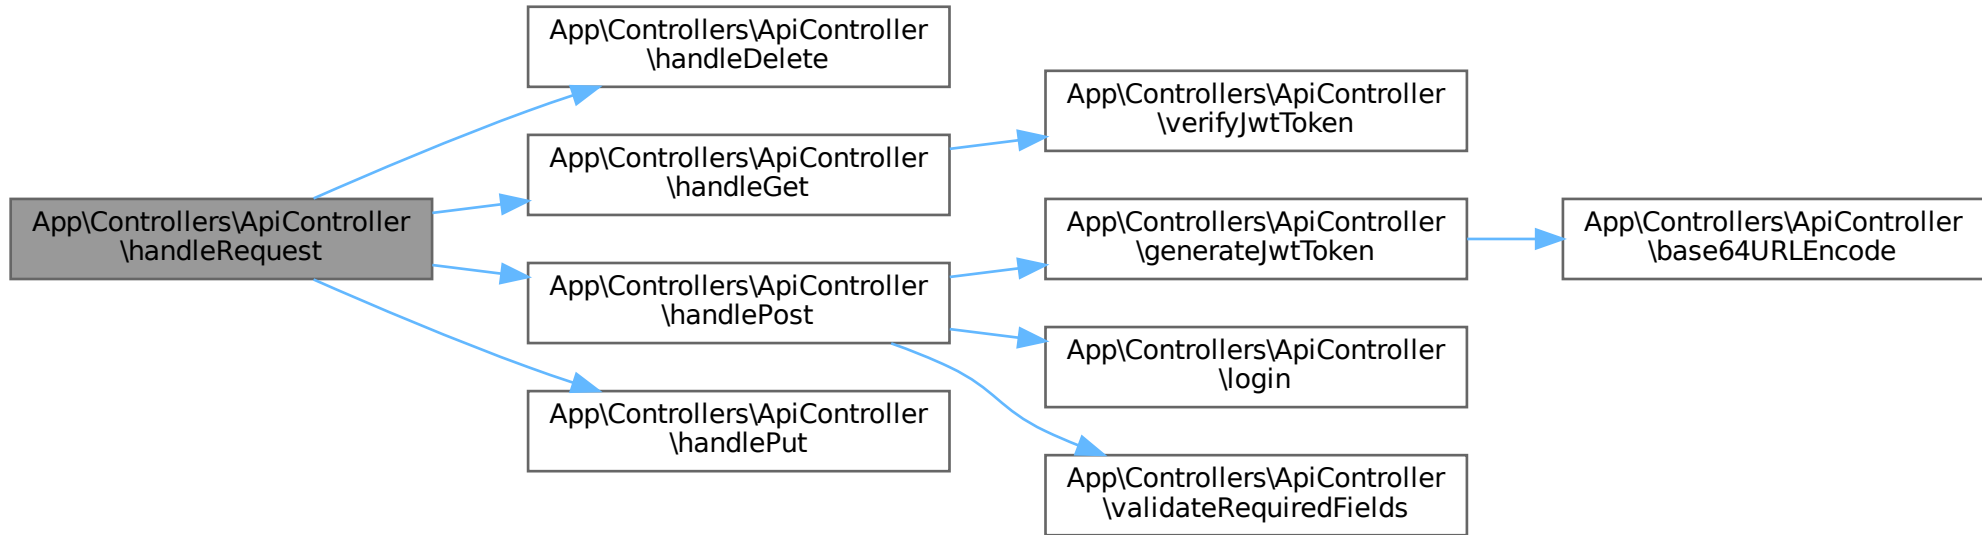 App\Controllers\ApiController
\handleRequest
App\Controllers\ApiController
\handleDelete
App\Controllers\ApiController
\handleGet
App\Controllers\ApiController
\handlePost
App\Controllers\ApiController
\handlePut
App\Controllers\ApiController
\verifyJwtToken
App\Controllers\ApiController
\generateJwtToken
App\Controllers\ApiController
\login
App\Controllers\ApiController
\validateRequiredFields
App\Controllers\ApiController
\base64URLEncode